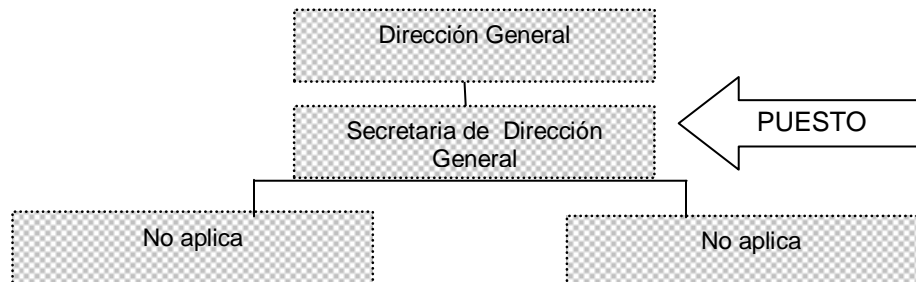 Dirección General
Secretaria de Dirección
General
PUESTO
No aplica
No aplica